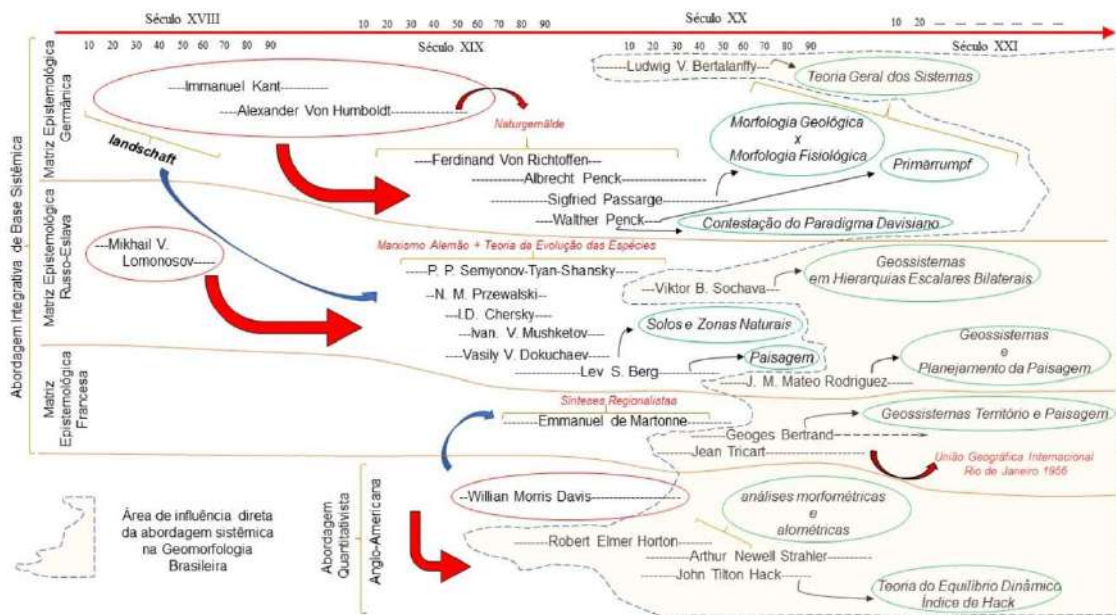 Século XVIII
10 20 30 40 50 60 70 80 90
Século XIX
10 20 30 40 50 60 70 80 90
Século XX
10 20 30 40 50 60 70 80 90
10 20
XXI
Abordagem Integrativa de Base Sistêmica
Matriz Epistemológica
Germânica
Immanuel Kant
Alexander Von Humboldt
landschaft
Naturgemälde
Ferdinand Von Richtoffen
Albrecht Penck
Sigfried Passarge
Walther Penck
Ludwig V. Bertalanffy
Teoria Geral dos Sistemas
Morfologia Geológica
x
Morfologia Fisiológica
Primärrumpf
Contestação do Paradigma Davisiano
Matriz Epistemológica
Russo-Eslava
Mikhail V.
Lomonosov
Marxismo Alemão + Teoria da Evolução das Espécies
P. P. Semyonov-Tyan-Shansky
N. M. Przewalski
I.D. Chersky
Ivan. V. Mushketov
Vasily V. Dokuchaev
Lev S. Berg
Viktor B. Sochava
Geossistemas
em Hierarquias Escalares Bilaterais
Solos e Zonas Naturais
Paisagem
J. M. Mateo Rodriguez
Geossistemas
e
Planejamento da Paisagem
Matriz
Epistemológica
Francesa
Sínteses Regionalistas
Emmanuel de Martonne
Geoges Bertrand
Jean Tricart
Geossistemas Território e Paisagem
União Geográfica Internacional
Rio de Janeiro 1956
Área de influência direta
da abordagem sistêmica
na Geomorfologia
Brasileira
Abordagem
Quantitativista
Anglo-Americana
Willian Morris Davis
Robert Elmer Horton
Arthur Newell Strahler
John Tilton Hack
análises morfométricas
e
alométricas
Teoria do Equilíbrio Dinâmico
Índice de Hack